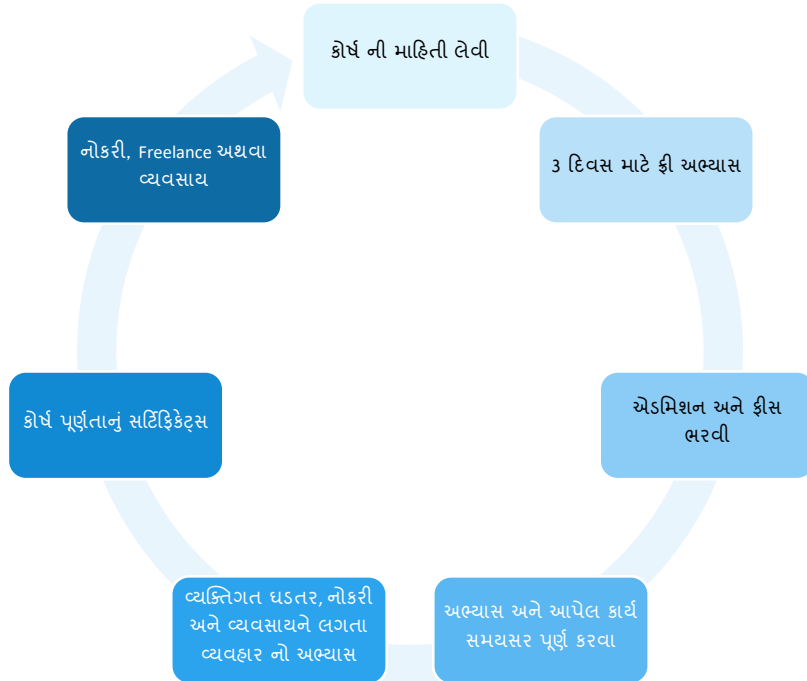 કોર્ષ ની માહિતી લેવી
3 દિવસ માટે ફ્રી અભ્યાસ
એડમિશન અને ફીસ
ભરવી
અભ્યાસ અને આપેલ કાર્ય
સમયસર પૂર્ણ કરવા
વ્યક્તિગત ઘડતર, નોકરી
અને વ્યવસાયને લગતા
વ્યવહાર નો અભ્યાસ
કોર્ષ પૂર્ણતાનું સર્ટિફિકેટ્સ
નોકરી, Freelance અથવા
વ્યવસાય